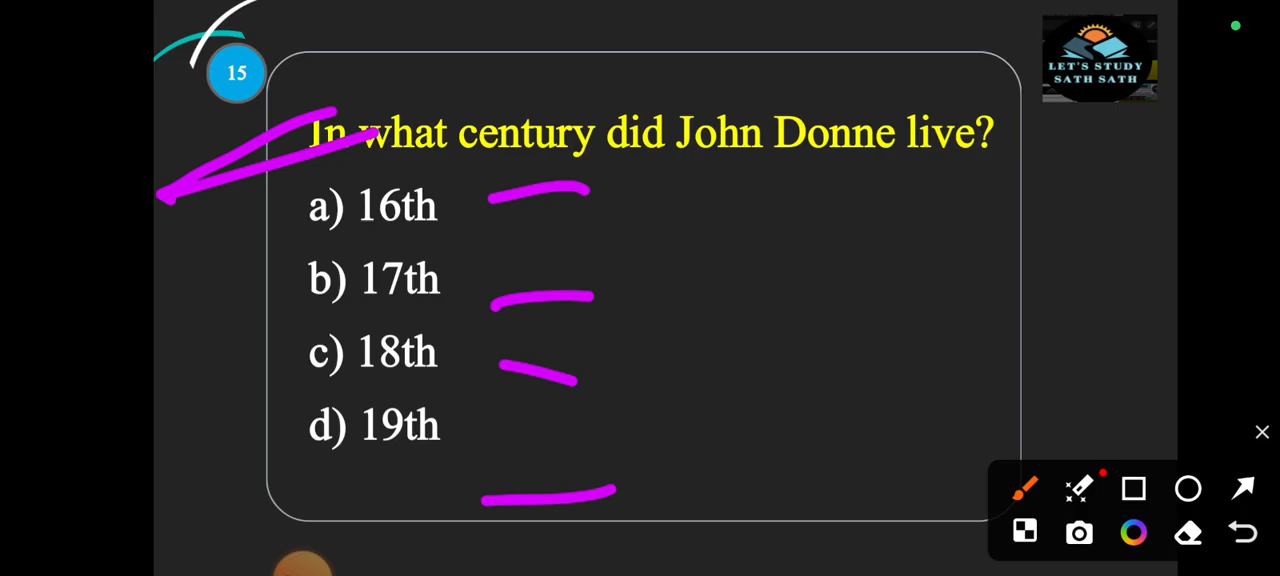 15
LET'S STUDY
SATH SATH
In what century did John Donne live?
a) 16th
b) 17th
c) 18th
d) 19th